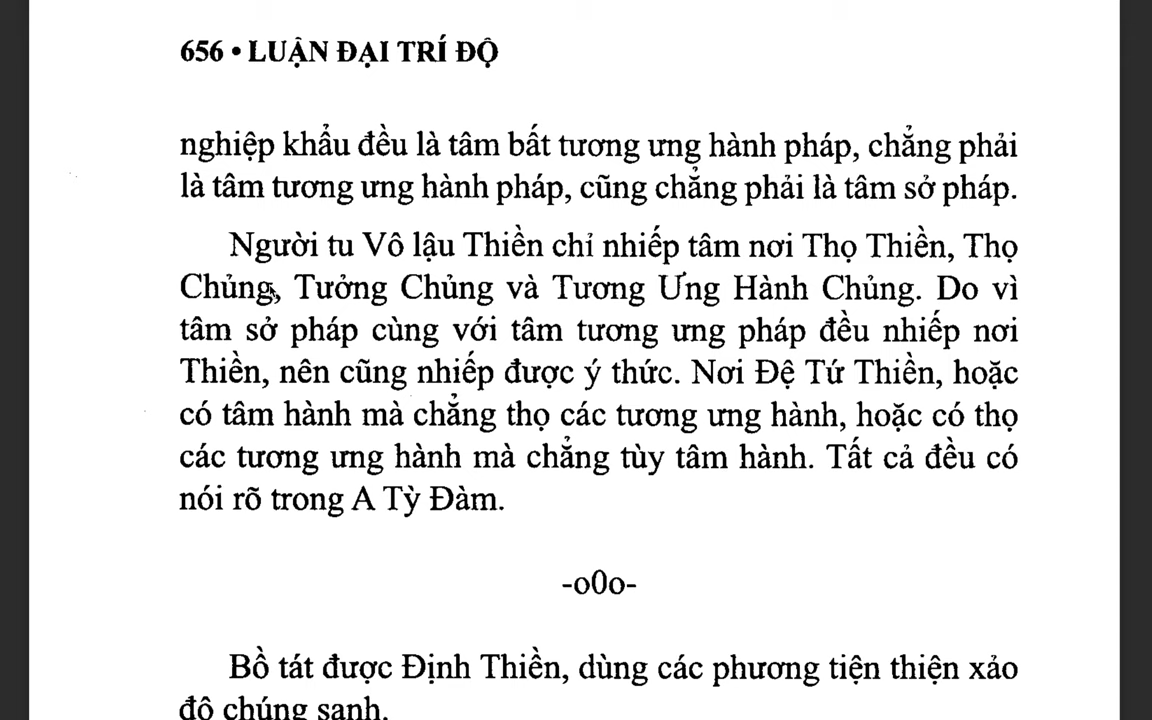 656 • LUẬN ĐẠI TRÍ ĐỘ
nghiệp khẩu đều là tâm bất tương ưng hành pháp, chẳng phải
là tâm tương ưng hành pháp, cũng chẳng phải là tâm sở pháp.
Người tu Vô lậu Thiền chỉ nhiếp tâm nơi Thọ Thiền, Thọ
Chủng, Tưởng Chủng và Tương Ưng Hành Chủng. Do vì
tâm sở pháp cùng với tâm tương ưng pháp đều nhiếp nơi
Thiền, nên cũng nhiếp được ý thức. Nơi Đệ Tứ Thiền, hoặc
có tâm hành mà chẳng thọ các tương ưng hành, hoặc có thọ
các tương ưng hành mà chẳng tùy tâm hành. Tất cả đều có
nói rõ trong A Tỳ Đàm.
-o0o-
Bồ tát được Định Thiền, dùng các phương tiện thiện xảo
độ chúng sanh.